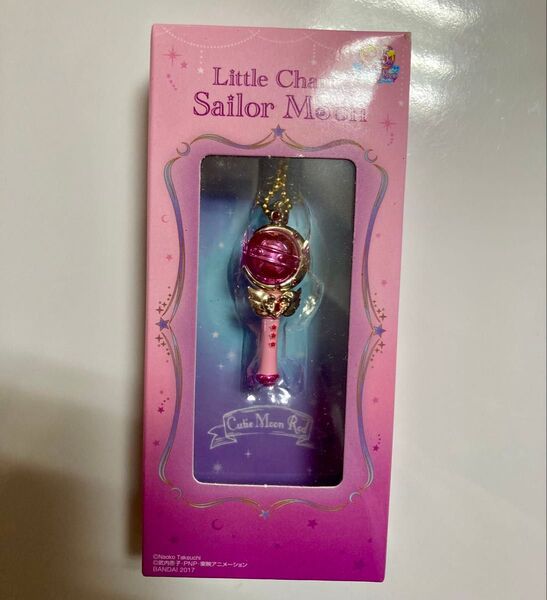 Little Charm
Sailor Moon
Cutie Moon Rod
©Naoko Takeuchi
©武内直子・PNP・東映アニメーション
BANDAI 2017